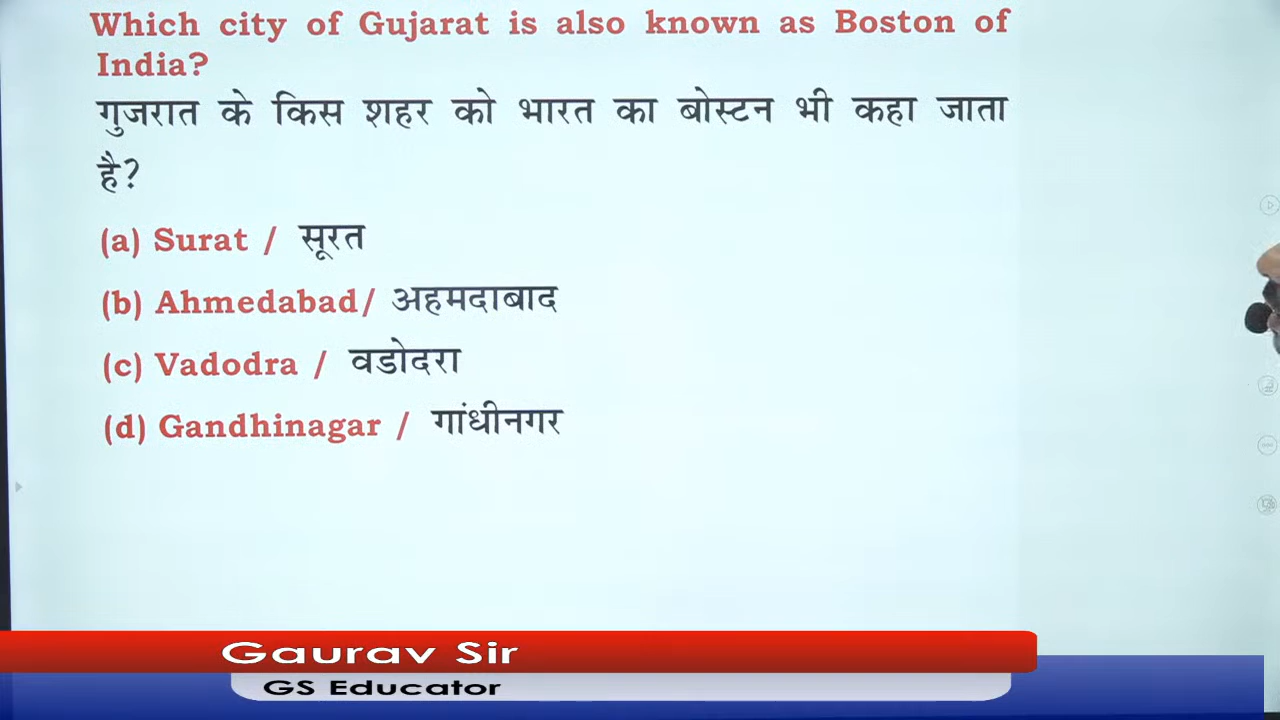 Which city of Gujarat is also known as Boston of
India?
गुजरात के किस शहर को भारत का बोस्टन भी कहा जाता
है?
(a) Surat / सूरत
(b) Ahmedabad/ अहमदाबाद
(c) Vadodra / वडोदरा
(d) Gandhinagar / गांधीनगर
Gaurav Sir
GS Educator